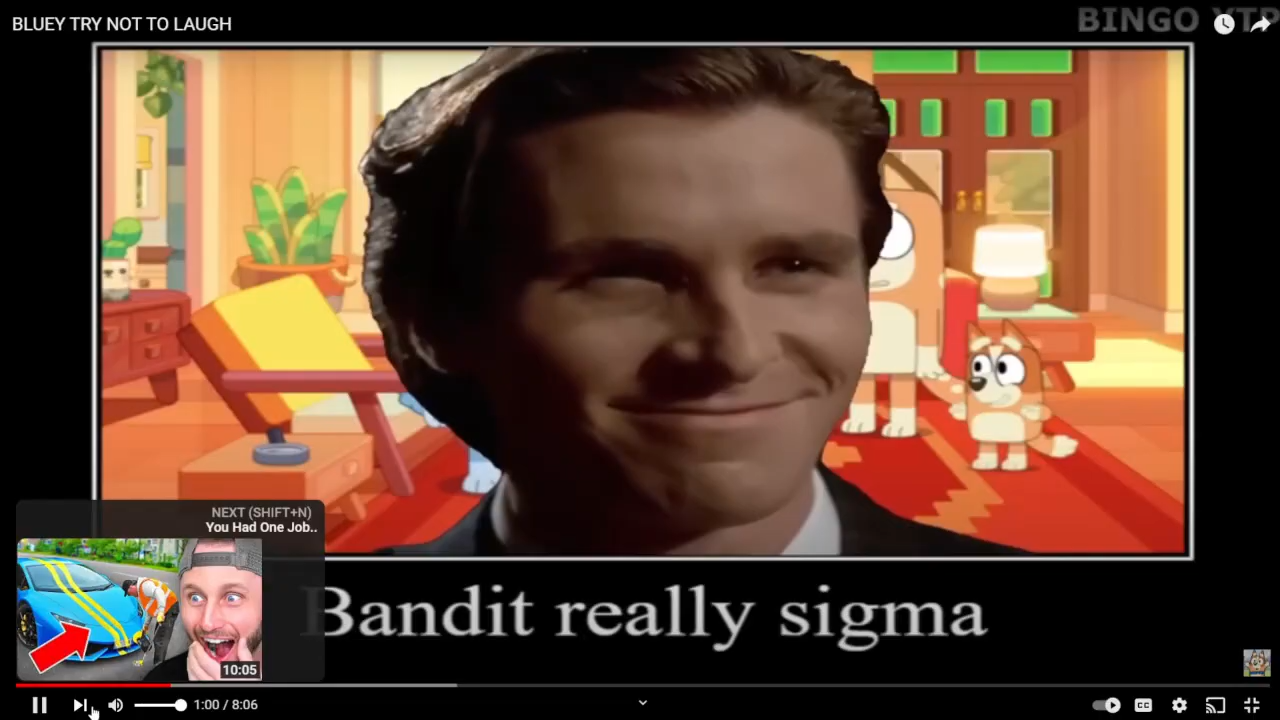 BLUEY TRY NOT TO LAUGH
BINGO YTP
NEXT (SHIFT+N)
You Had One Job..
10:05
Bandit really sigma
1:00 / 8:06
CC